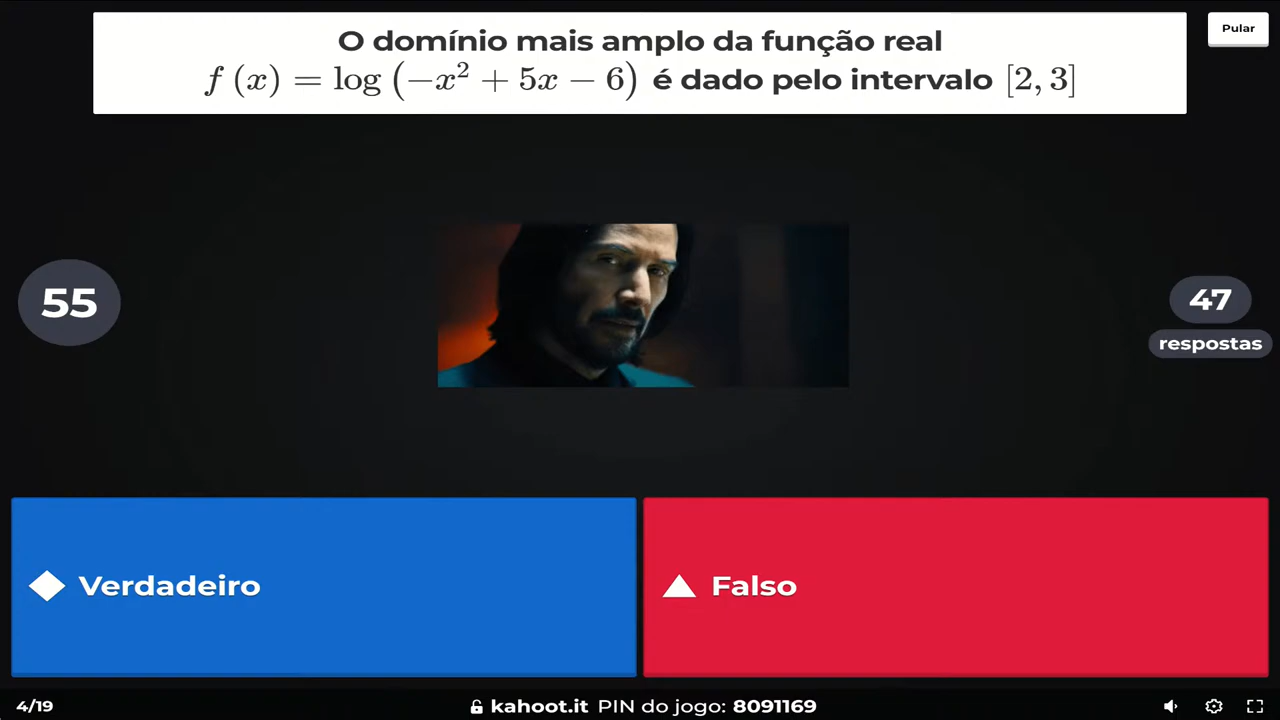 Pular
O domínio mais amplo da função real
f (x) = log (−x² + 5x − 6) é dado pelo intervalo [2, 3]
55
47
respostas
Verdadeiro
Falso
4/19
kahoot.it PIN do jogo: 8091169